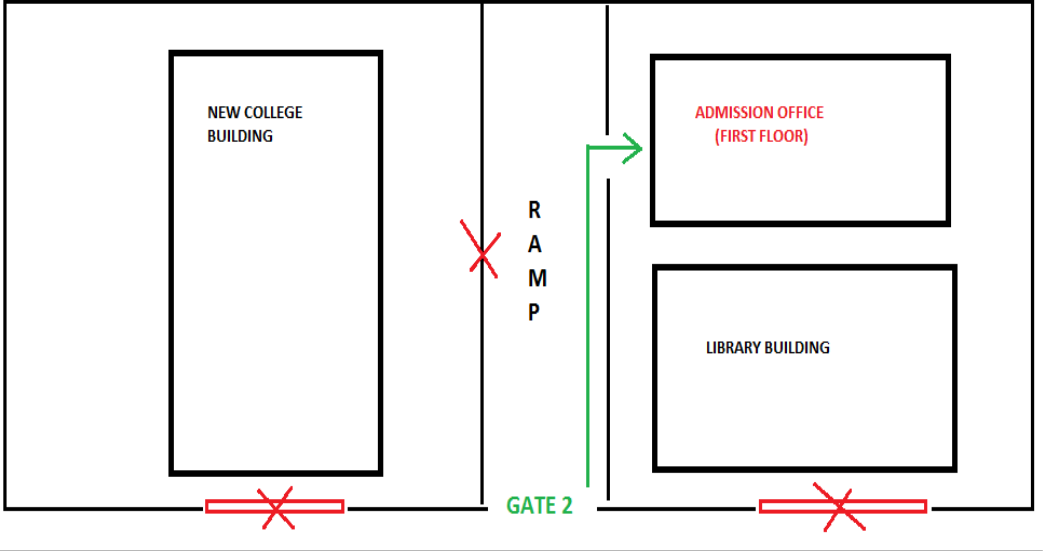 NEW COLLEGE
BUILDING
ADMISSION OFFICE
(FIRST FLOOR)
R
A
M
P
LIBRARY BUILDING
GATE 2